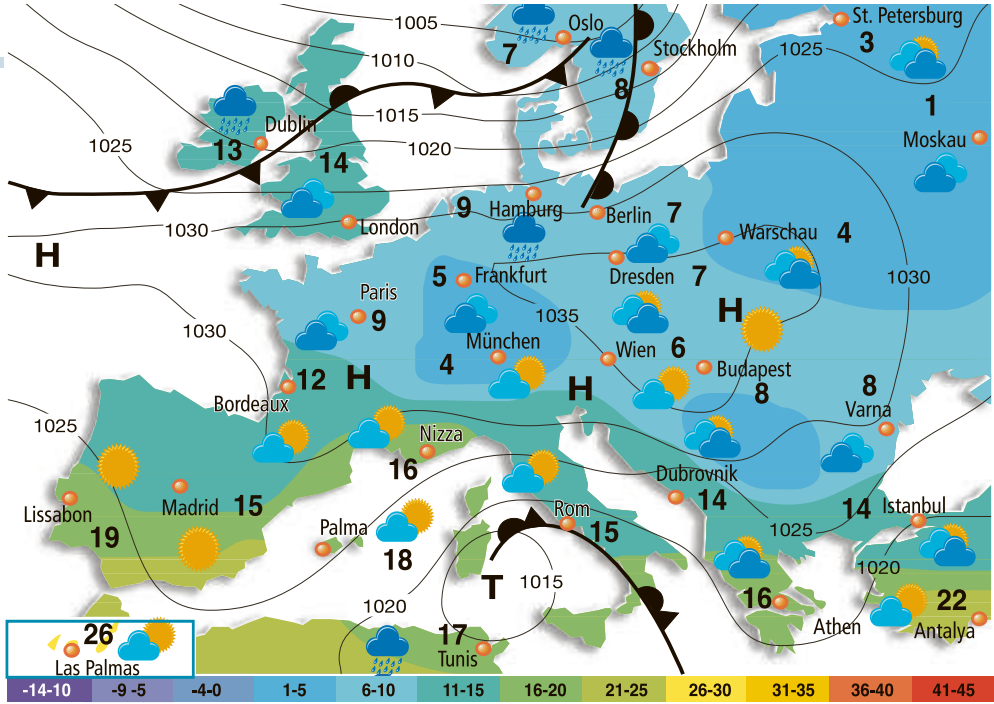 1005
Oslo
St. Petersburg
7
3
1025
Stockholm
1010
8
1
1015
Dublin
Moskau
1025
13
14
1020
9
Hamburg
Berlin
7
1030
London
Warschau
4
H
5
Frankfurt
Dresden
7
1030
Paris
H
9
1035
1030
München
Wien
6
4
Budapest
12
H
H
8
8
Bordeaux
Varna
1025
Nizza
16
Dubrovnik
Madrid
15
14
14
Istanbul
Lissabon
Rom
19
Palma
15
1025
18
1020
T
1015
16
22
1020
Athen
Antalya
26
17
Las Palmas
Tunis
-14-10
-9 -5
-4-0
1-5
6-10
11-15
16-20
21-25
26-30
31-35
36-40
41-45